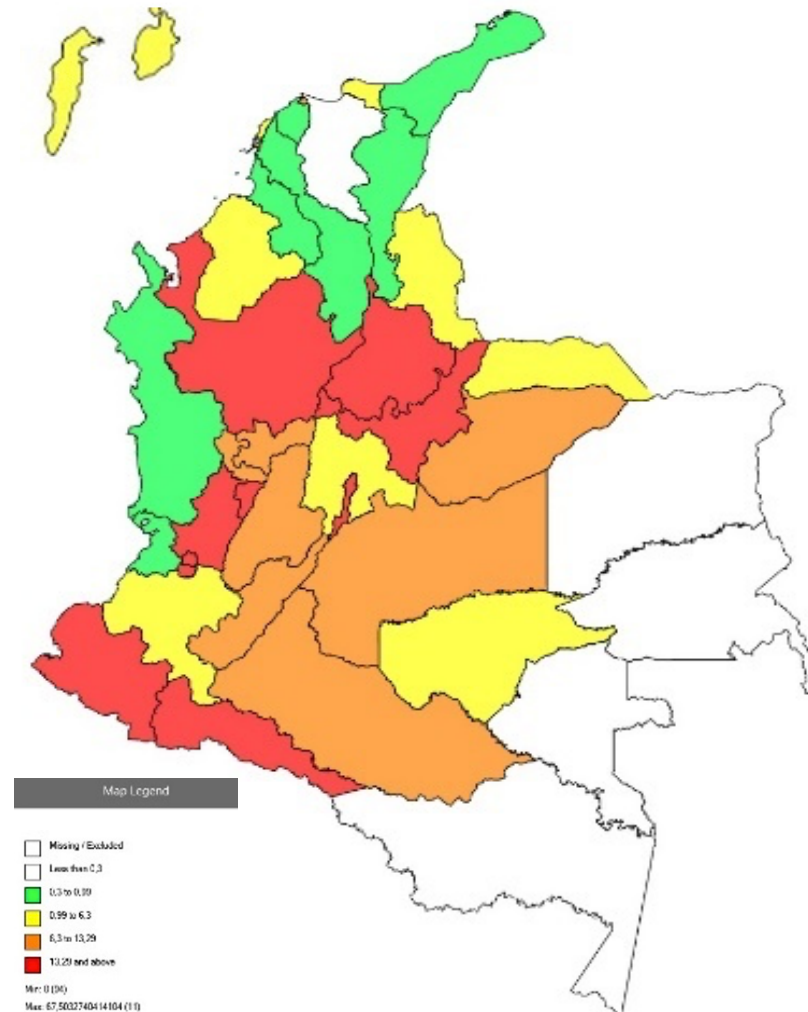 Map Legend
Missing / Excluded
Less than 0,3
0,3 to 0,99
0,99 to 6,3
6,3 to 13,29
13,29 and above
Min: 0 (94)
Max: 67,5032740414104 (11)